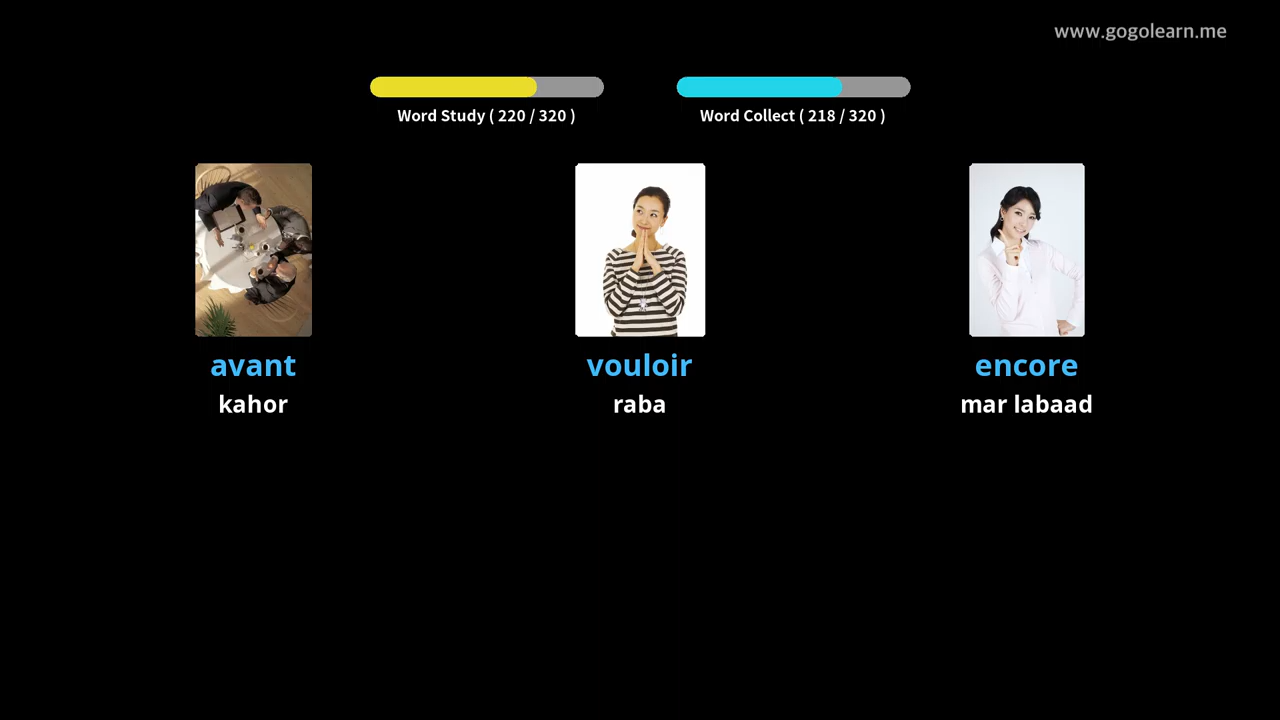 www.gogolearn.me
Word Study ( 220 / 320 )
Word Collect ( 218 / 320 )
avant
kahor
vouloir
raba
encore
mar labaad